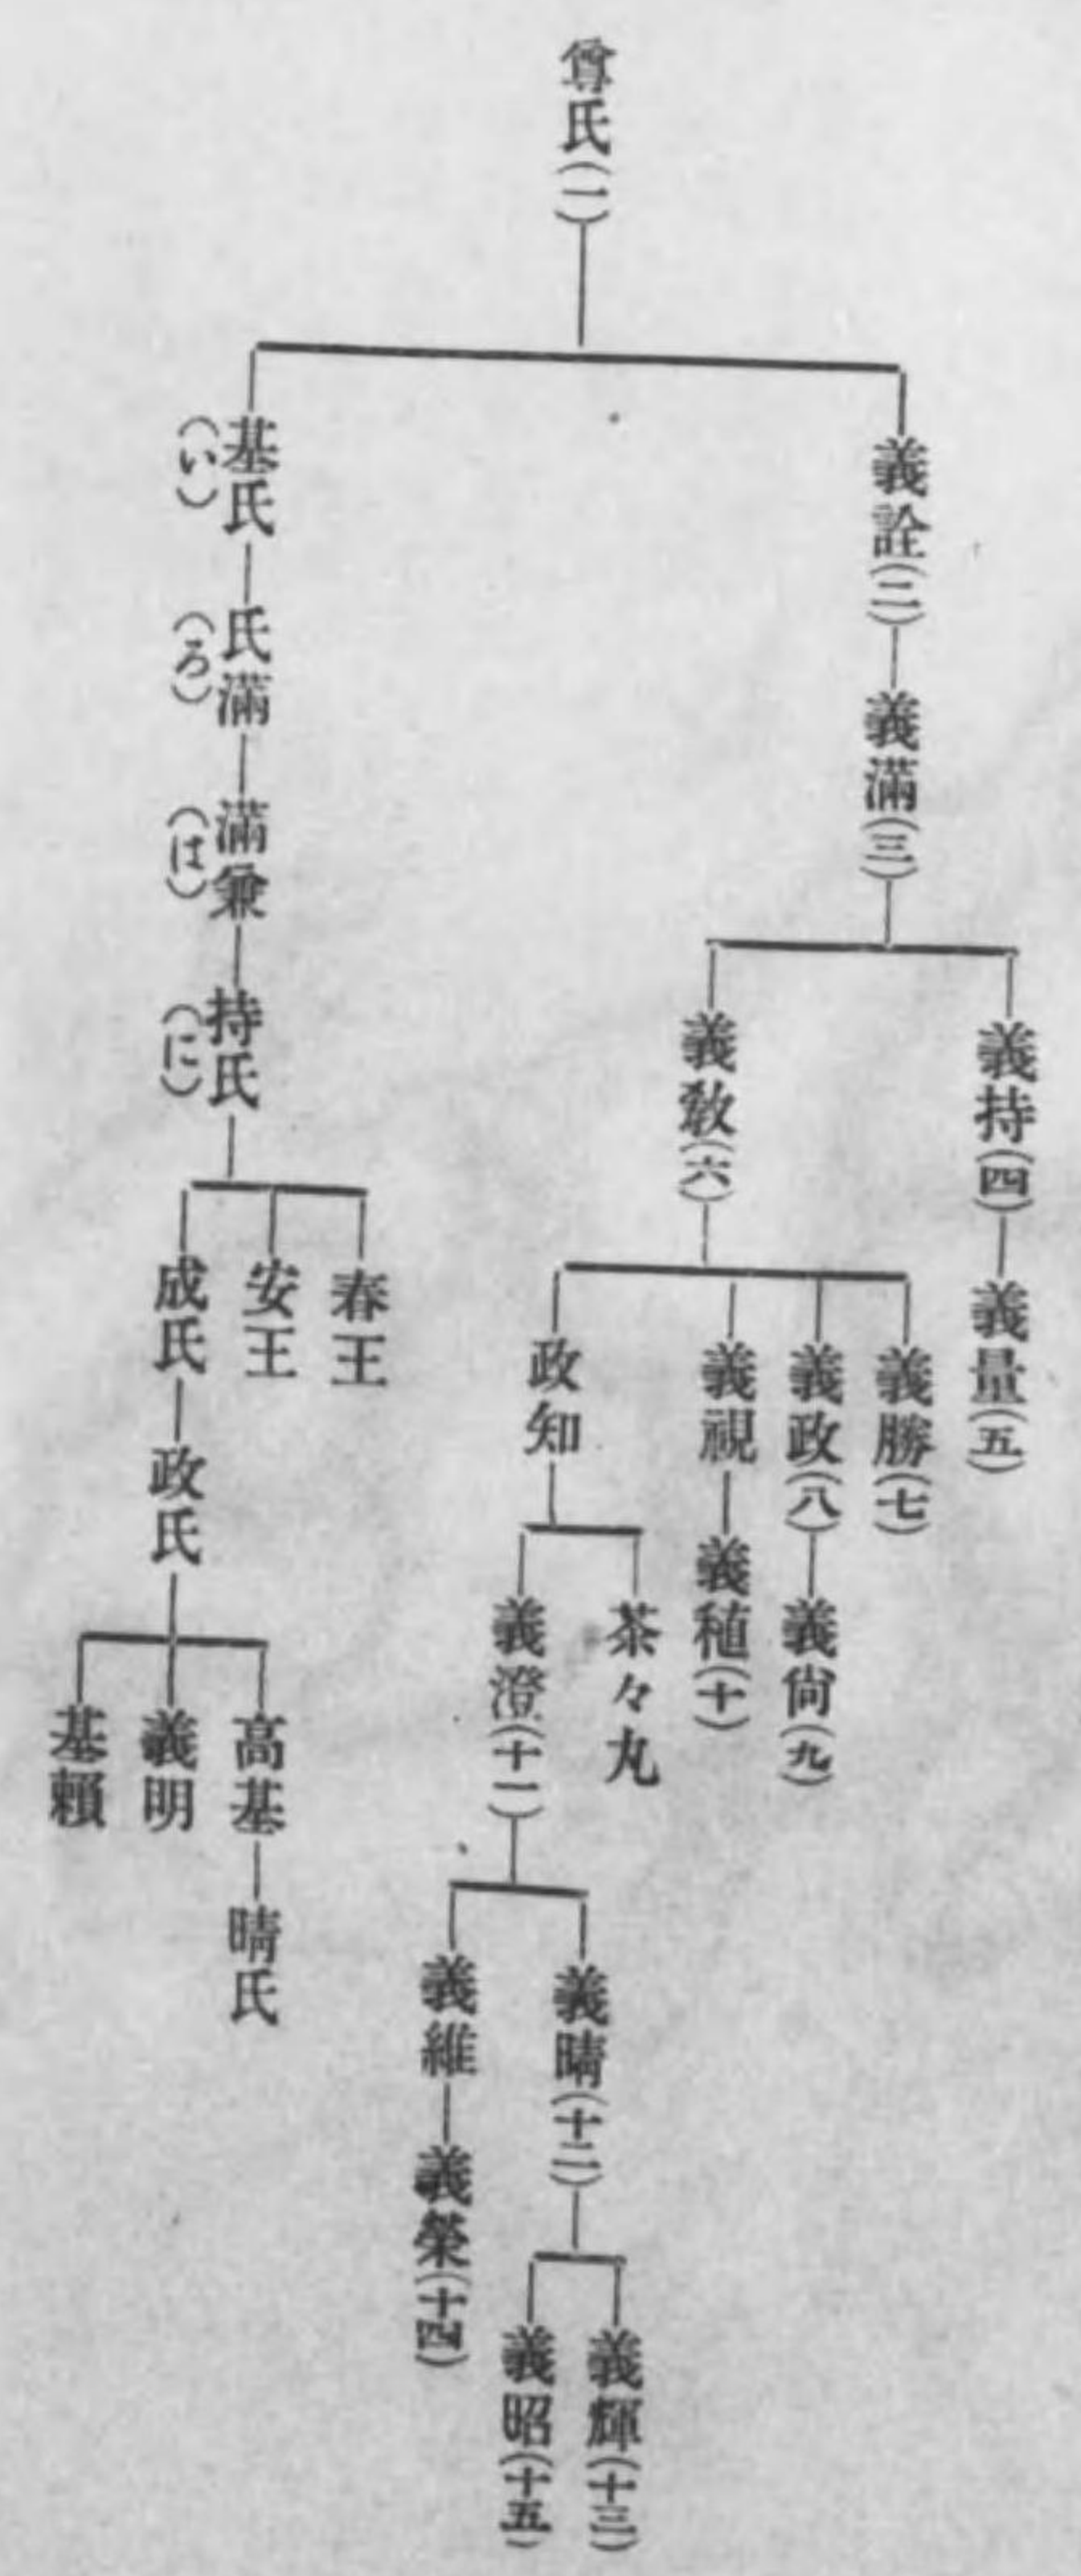 尊氏(一)
義詮(二)
義滿(三)
義持(四)
義量(五)
義教(六)
義勝(七)
義政(八)
義尙(九)
義視
義稙(十)
政知
茶々丸
義澄(十一)
義晴(十二)
義輝(十三)
義昭(十五)
義維
義榮(十四)
基氏
(い)
氏滿
(ろ)
滿兼
(は)
持氏
(に)
春王
安王
成氏
政氏
高基
晴氏
義明
基賴